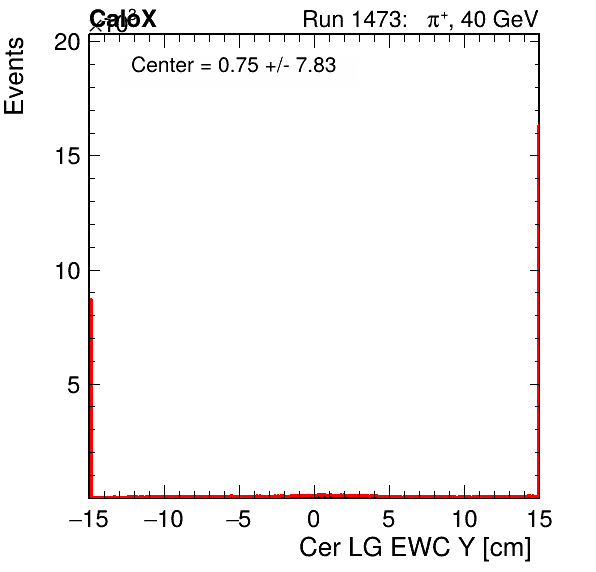 CaloX ×10³ Run 1473: π⁺, 40 GeV
Center = 0.75 +/- 7.83
Events
20
15
10
5
−15 −10 −5 0 5 10 15
Cer LG EWC Y [cm]